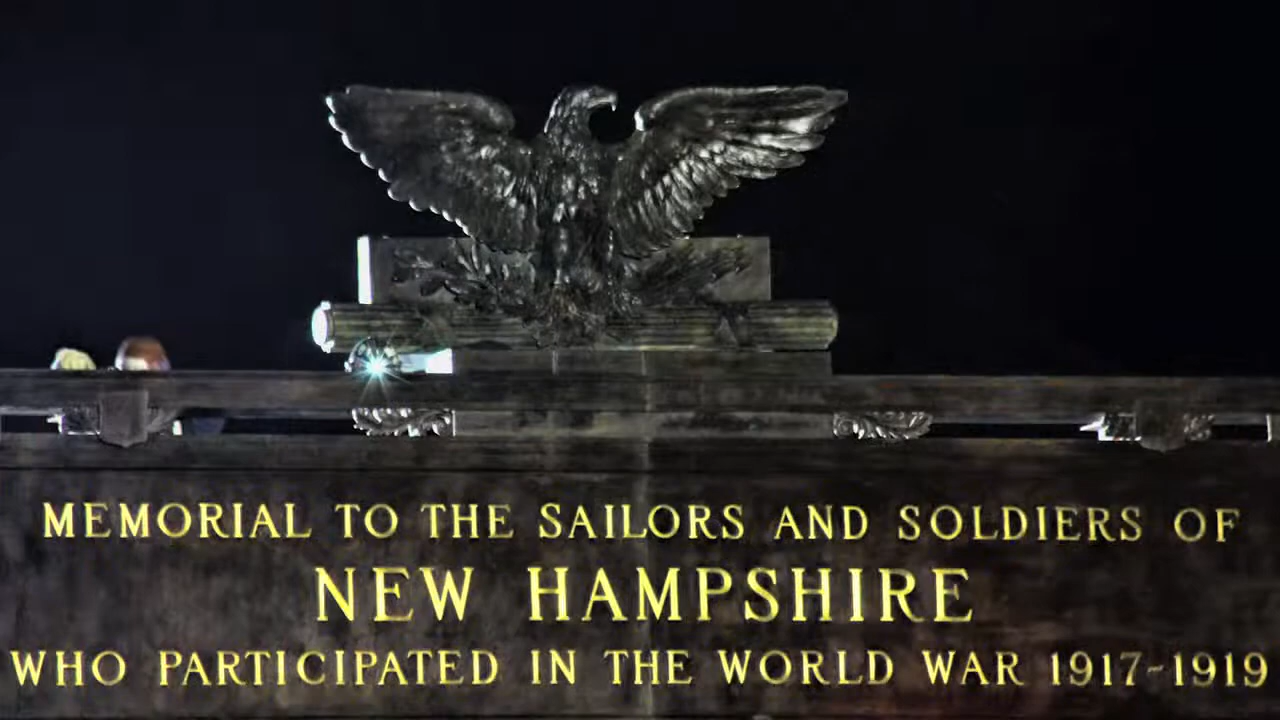 MEMORIAL TO THE SAILORS AND SOLDIERS OF
NEW HAMPSHIRE
WHO PARTICIPATED IN THE WORLD WAR 1917~1919